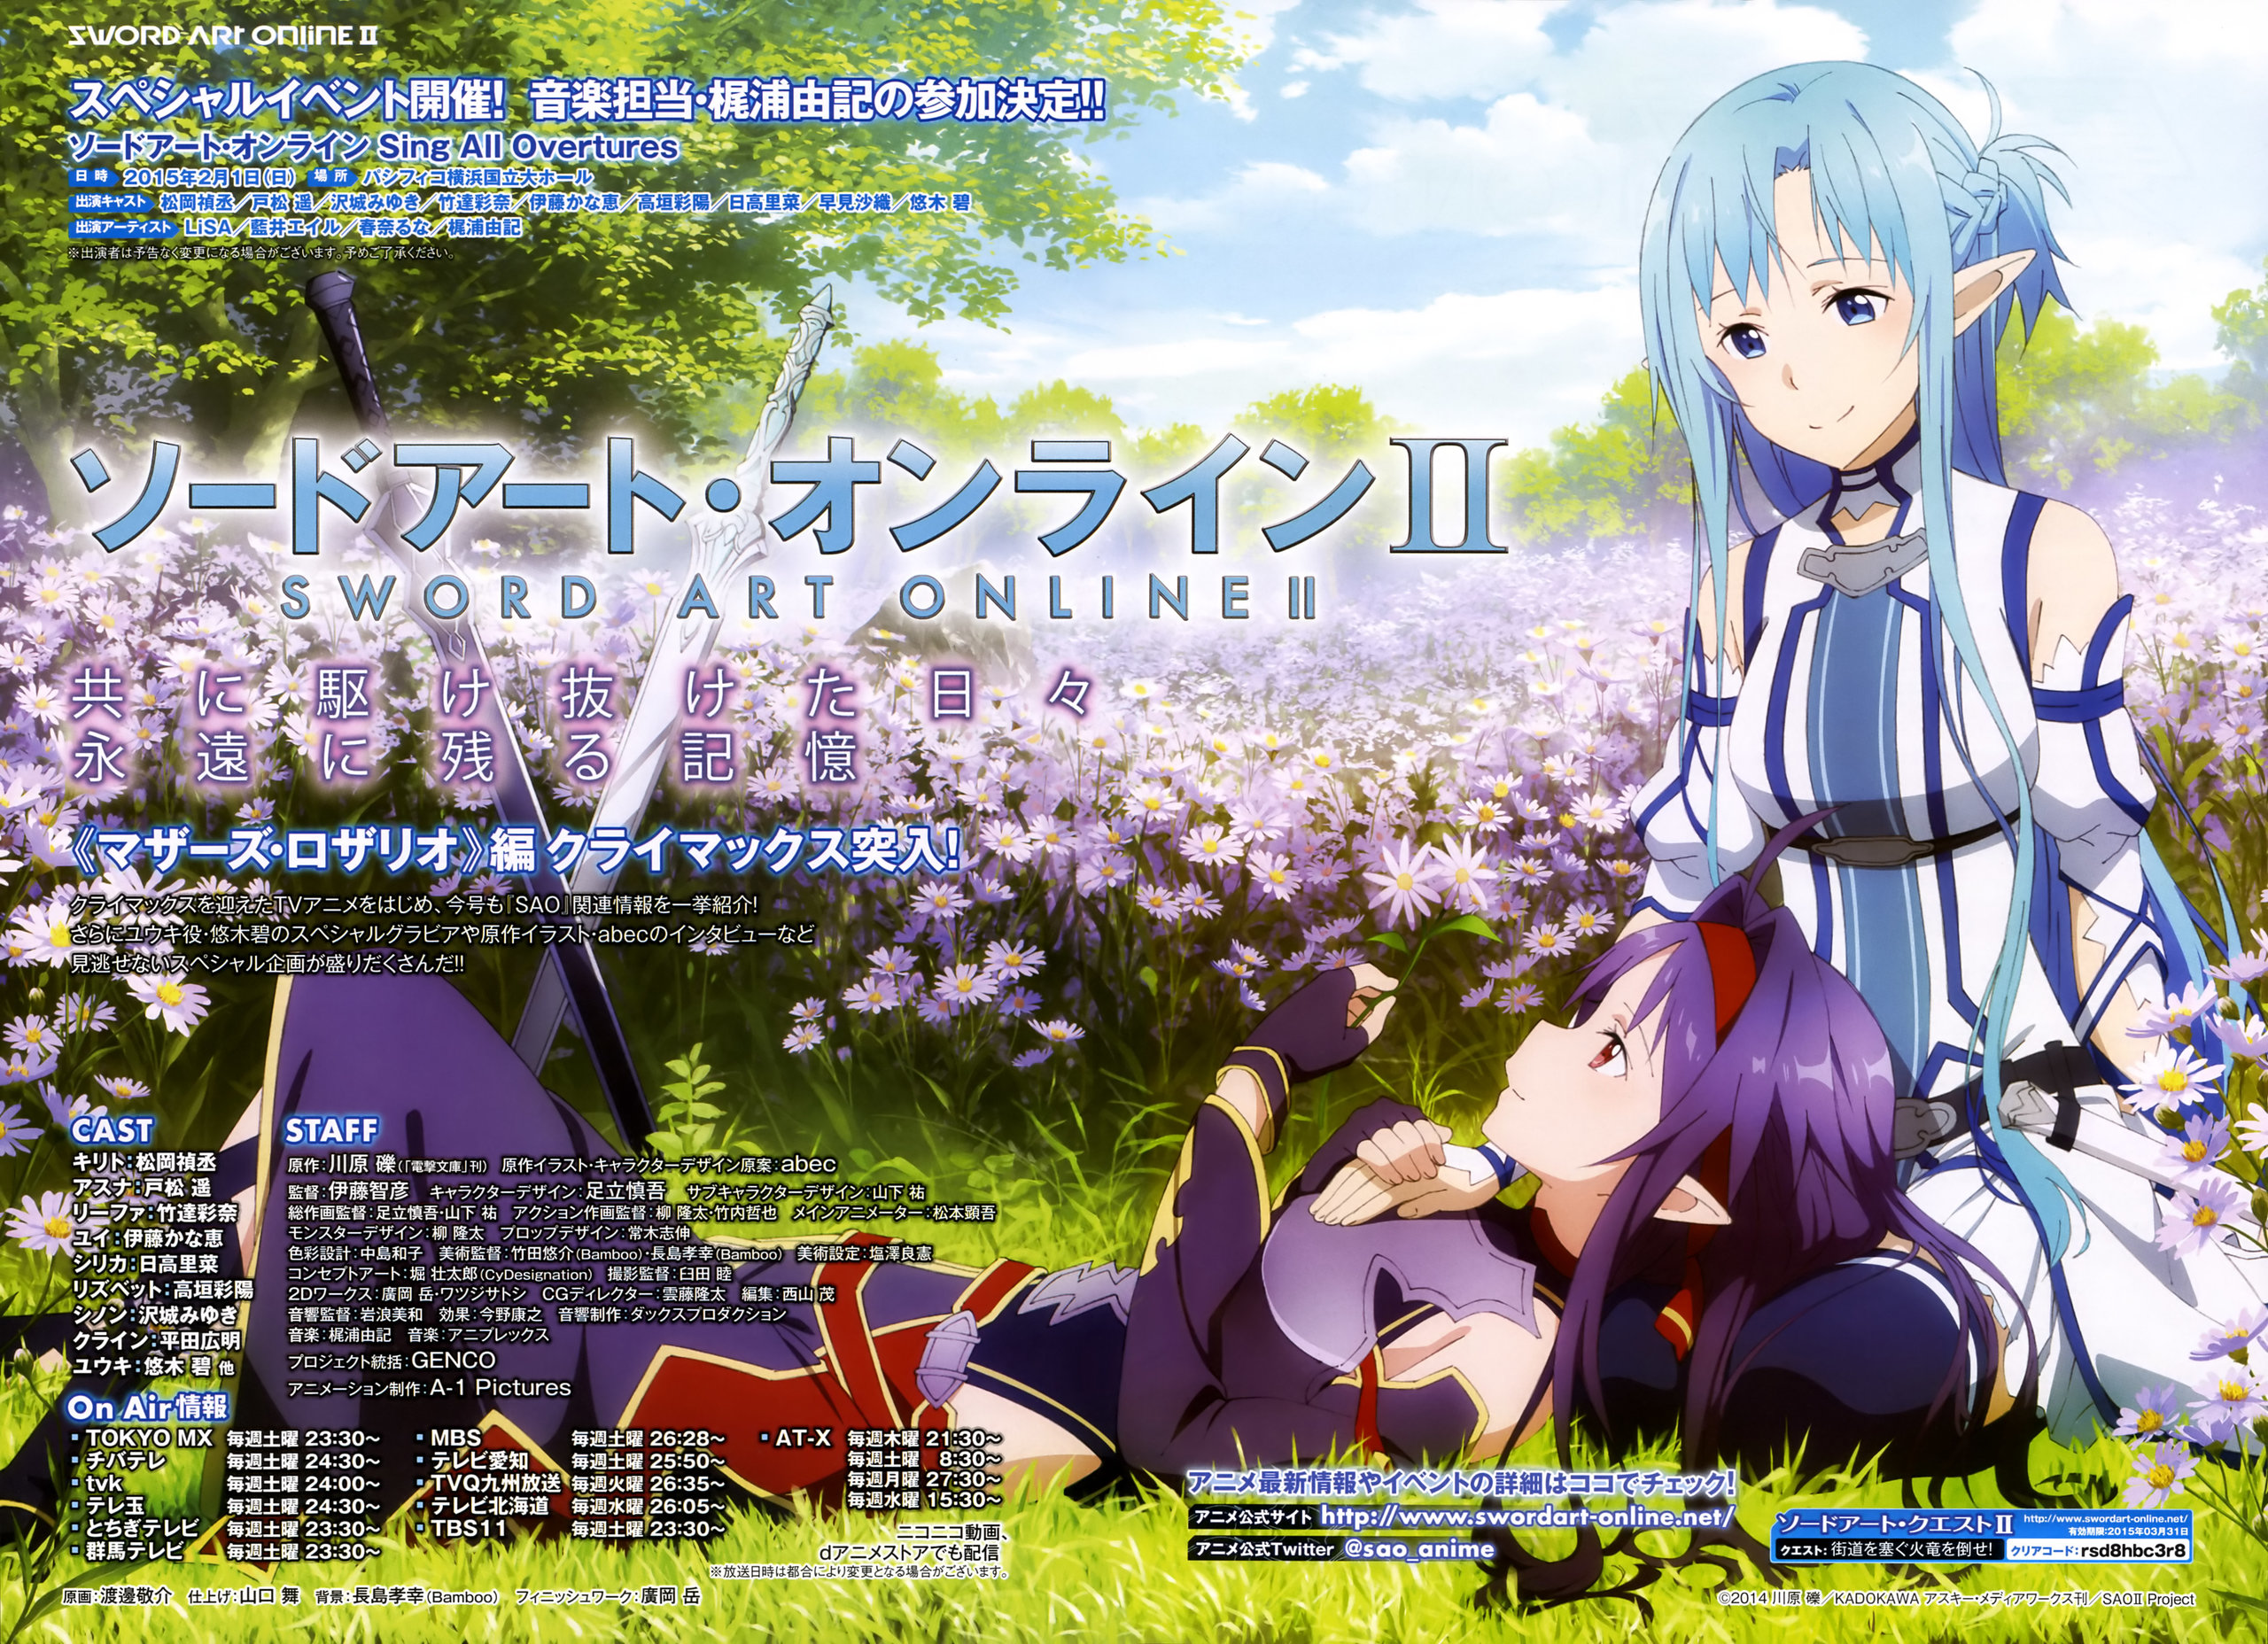 SWORD ART ONLINE II
スペシャルイベント開催! 音楽担当・梶浦由記の参加決定!!
ソードアート・オンライン Sing All Overtures
日時 2015年2月1日(日) 場所 パシフィコ横浜国立大ホール
出演キャスト 松岡禎丞/戸松 遥/沢城みゆき/竹達彩奈/伊藤かな恵/高垣彩陽/日高里菜/早見沙織/悠木 碧
出演アーティスト LiSA/藍井エイル/春奈るな/梶浦由記
※出演者は予告なく変更になる場合がございます。予めご了承ください。
ソードアート・オンラインII
SWORD ART ONLINE II
共に駆け抜けた日々
永遠に残る記憶
《マザーズ・ロザリオ》編 クライマックス突入!
クライマックスを迎えたTVアニメをはじめ、今号も『SAO』関連情報を一挙紹介!
さらにユウキ役・悠木碧のスペシャルグラビアや原作イラスト・abecのインタビューなど
見逃せないスペシャル企画が盛りだくさんだ!!
CAST
キリト:松岡禎丞
アスナ:戸松 遥
リーファ:竹達彩奈
ユイ:伊藤かな恵
シリカ:日高里菜
リズベット:高垣彩陽
シノン:沢城みゆき
クライン:平田広明
ユウキ:悠木 碧 他
STAFF
原作:川原 礫(「電撃文庫」刊) 原作イラスト・キャラクターデザイン原案:abec
監督:伊藤智彦 キャラクターデザイン:足立慎吾 サブキャラクターデザイン:山下 祐
総作画監督:足立慎吾・山下 祐 アクション作画監督:柳 隆太・竹内哲也 メインアニメーター:松本顕吾
モンスターデザイン:柳 隆太 プロップデザイン:常木志伸
色彩設計:中島和子 美術監督:竹田悠介(Bamboo)・長島孝幸(Bamboo) 美術設定:塩澤良憲
コンセプトアート:堀 壮太郎(CyDesignation) 撮影監督:臼田 睦
2Dワークス:廣岡 岳・ワツジサトシ CGディレクター:雲藤隆太 編集:西山 茂
音響監督:岩浪美和 効果:今野康之 音響制作:ダックスプロダクション
音楽:梶浦由記 音楽:アニプレックス
プロジェクト統括:GENCO
アニメーション制作:A-1 Pictures
On Air情報
・TOKYO MX 毎週土曜 23:30~
・チバテレ 毎週土曜 24:30~
・tvk 毎週土曜 24:00~
・テレ玉 毎週土曜 24:30~
・とちぎテレビ 毎週土曜 23:30~
・群馬テレビ 毎週土曜 23:30~
・MBS 毎週土曜 26:28~
・テレビ愛知 毎週土曜 25:50~
・TVQ九州放送 毎週火曜 26:35~
・テレビ北海道 毎週水曜 26:05~
・TBS11 毎週土曜 23:30~
・AT-X 毎週木曜 21:30~
毎週土曜 8:30~
毎週月曜 27:30~
毎週水曜 15:30~
ニコニコ動画、
dアニメストアでも配信
※放送日時は都合により変更となる場合がございます。
原画:渡邊敬介 仕上げ:山口 舞 背景:長島孝幸(Bamboo) フィニッシュワーク:廣岡 岳
アニメ最新情報やイベントの詳細はココでチェック!
アニメ公式サイト http://www.swordart-online.net/
アニメ公式Twitter @sao_anime
ソードアート・クエストII http://www.swordart-online.net/
有効期限:2015年03月31日
クエスト:街道を塞ぐ火竜を倒せ! クリアコード:rsd8hbc3r8
©2014 川原 礫/KADOKAWA アスキー・メディアワークス刊/SAOII Project